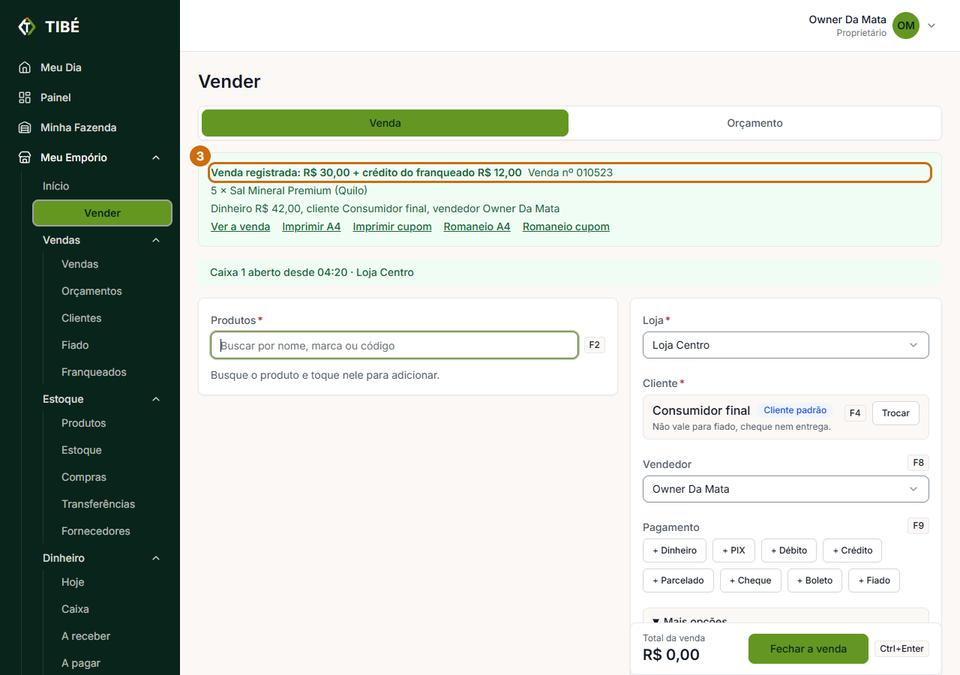 TIBÉ
Owner Da Mata
Proprietário
OM
Meu Dia
Painel
Minha Fazenda
Meu Empório
Início
Vender
Vendas
Vendas
Orçamentos
Clientes
Fiado
Franqueados
Estoque
Produtos
Estoque
Compras
Transferências
Fornecedores
Dinheiro
Hoje
Caixa
A receber
A pagar
Vender
Venda
Orçamento
3
Venda registrada: R$ 30,00 + crédito do franqueado R$ 12,00 Venda nº 010523
5 × Sal Mineral Premium (Quilo)
Dinheiro R$ 42,00, cliente Consumidor final, vendedor Owner Da Mata
Ver a venda Imprimir A4 Imprimir cupom Romaneio A4 Romaneio cupom
Caixa 1 aberto desde 04:20 · Loja Centro
Produtos *
Buscar por nome, marca ou código
F2
Busque o produto e toque nele para adicionar.
Loja *
Loja Centro
Cliente *
Consumidor final Cliente padrão
F4
Trocar
Não vale para fiado, cheque nem entrega.
Vendedor
F8
Owner Da Mata
Pagamento
F9
+ Dinheiro + PIX + Débito + Crédito
+ Parcelado + Cheque + Boleto + Fiado
▼ Mais opções
Total da venda
R$ 0,00
Fechar a venda
Ctrl+Enter